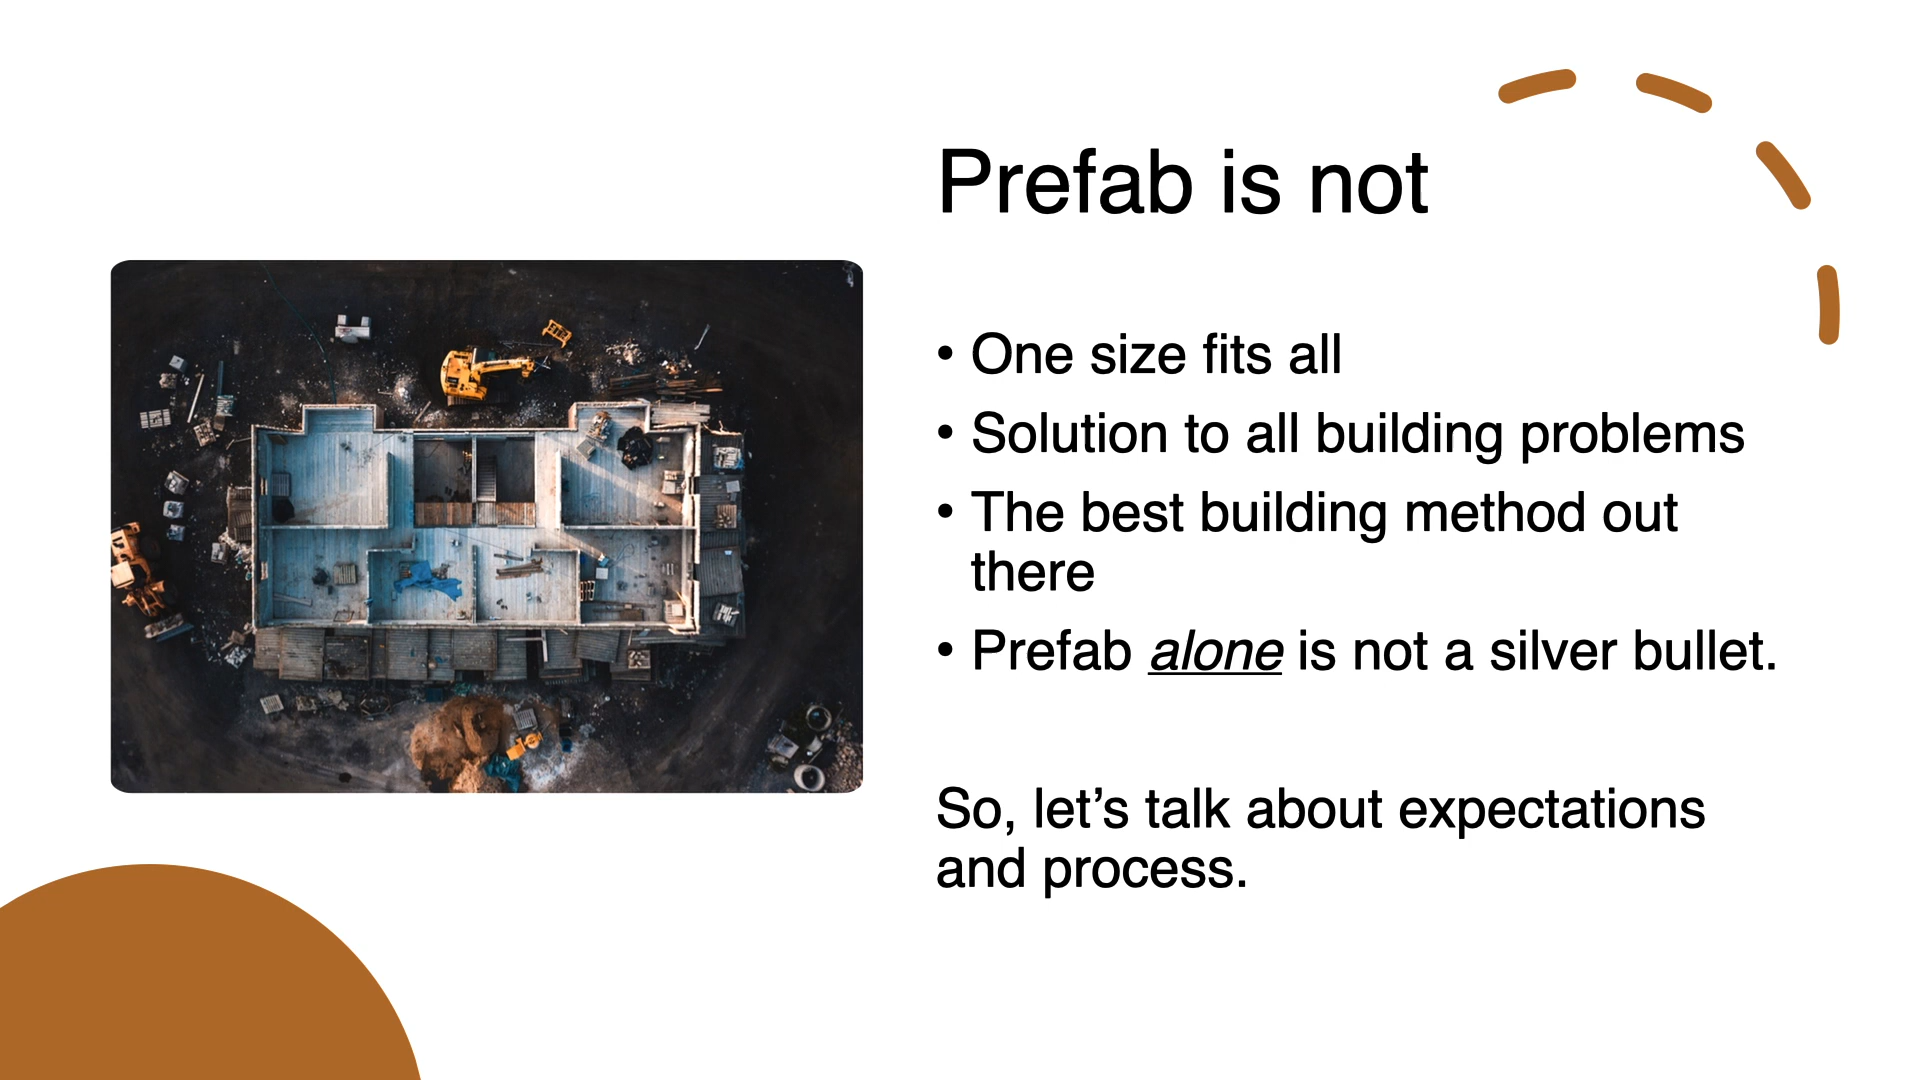 Prefab is not
• One size fits all
• Solution to all building problems
• The best building method out
there
• Prefab alone is not a silver bullet.
So, let’s talk about expectations
and process.